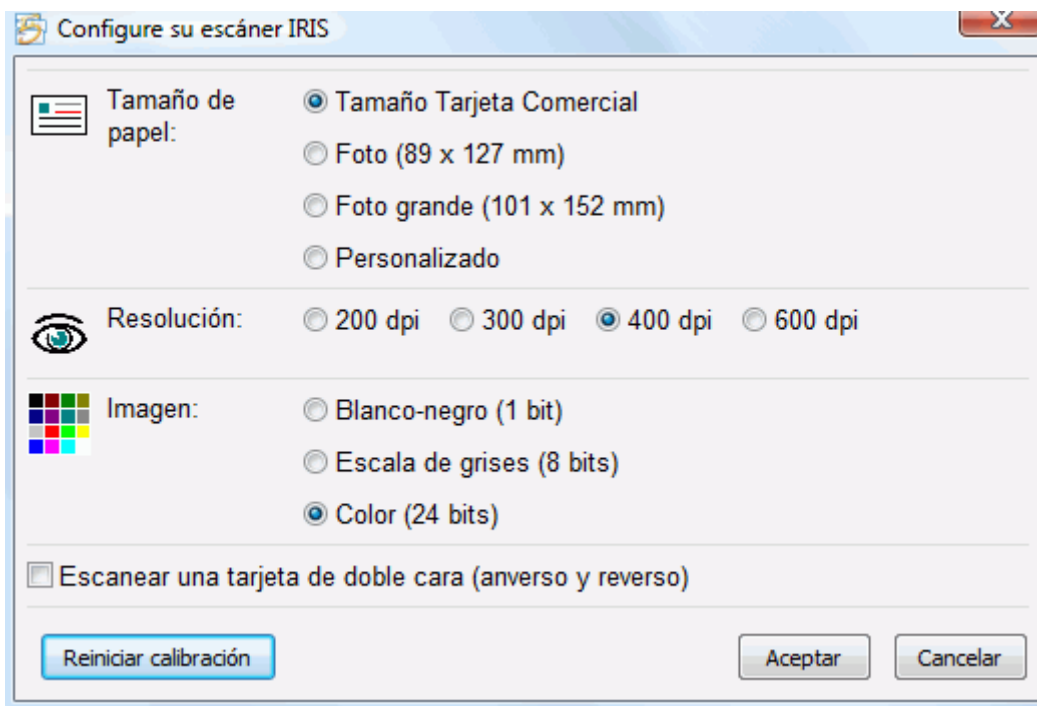 Configure su escáner IRIS
Tamaño de
papel:
Tamaño Tarjeta Comercial
Foto (89 x 127 mm)
Foto grande (101 x 152 mm)
Personalizado
Resolución:
200 dpi
300 dpi
400 dpi
600 dpi
Imagen:
Blanco-negro (1 bit)
Escala de grises (8 bits)
Color (24 bits)
Escanear una tarjeta de doble cara (anverso y reverso)
Reiniciar calibración
Aceptar
Cancelar